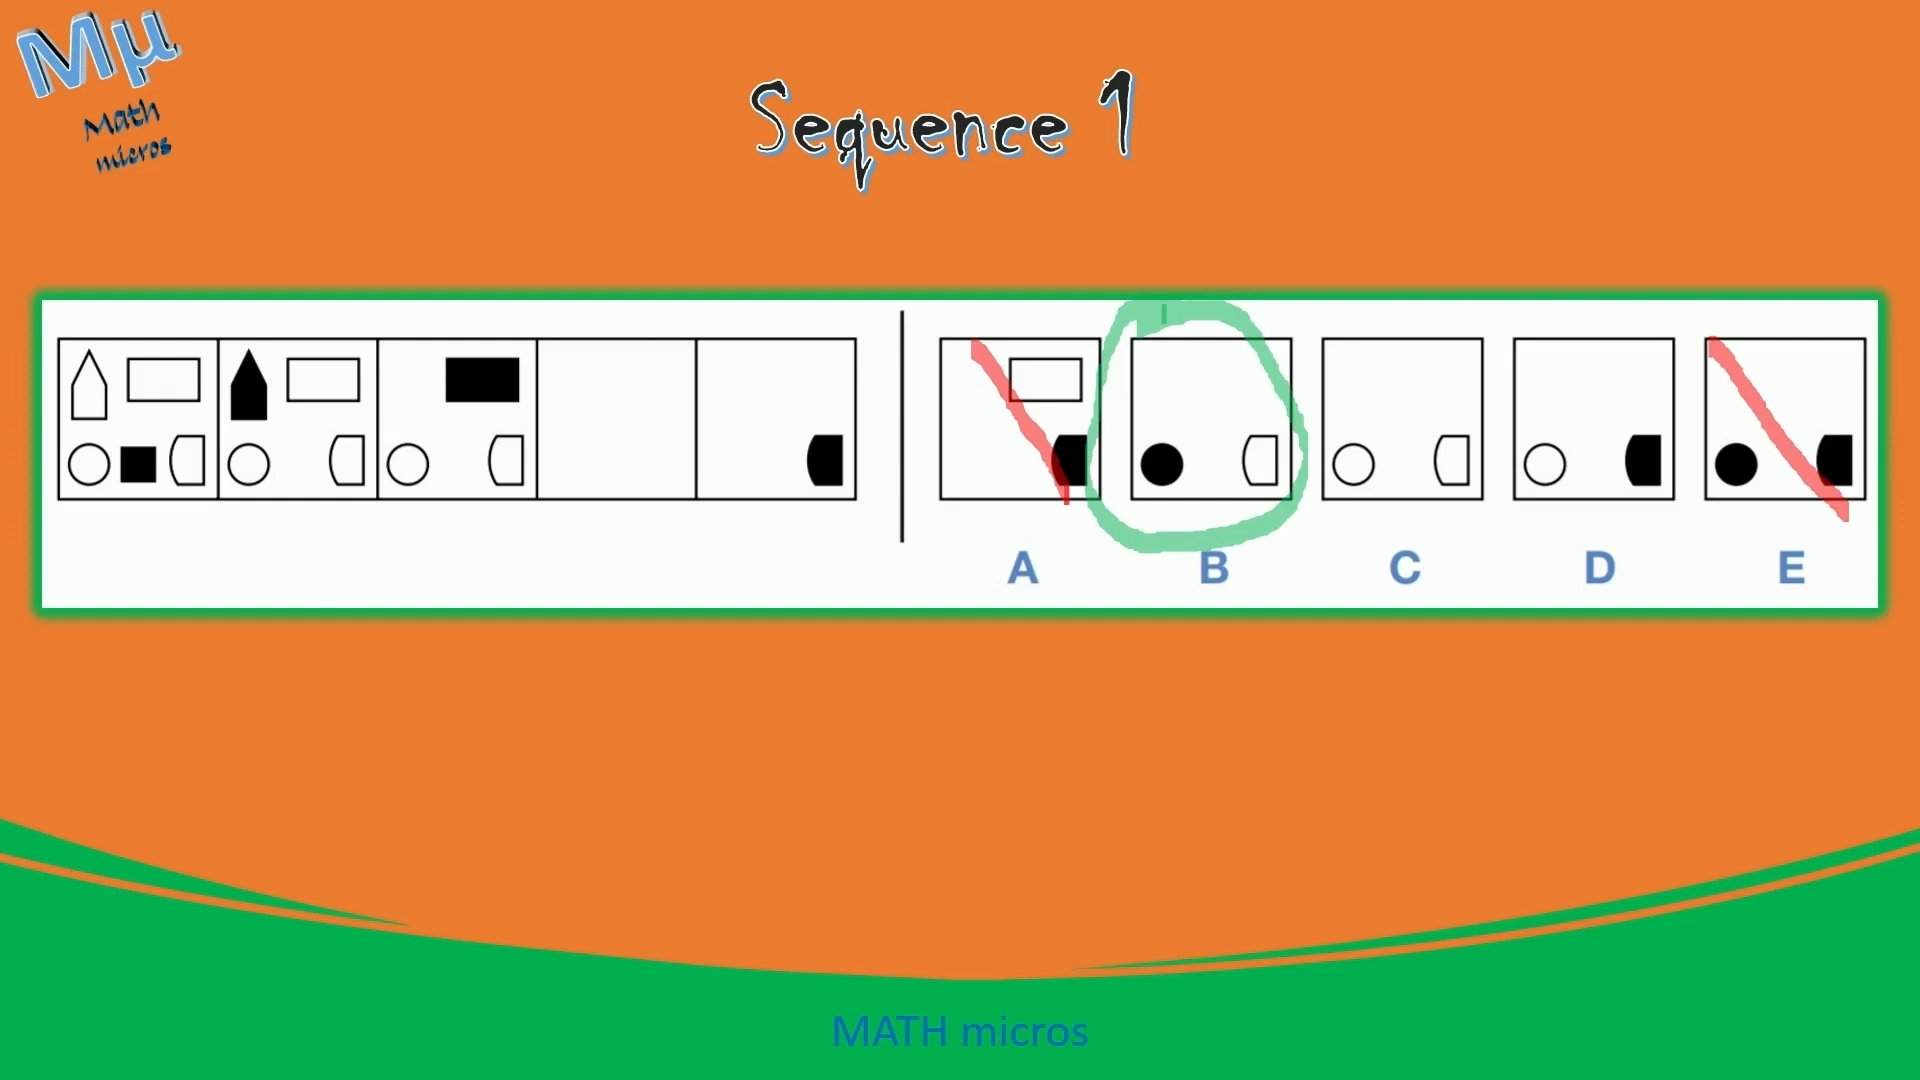 Mμ
Math
micros
Sequence 1
A B C D E
MATH micros